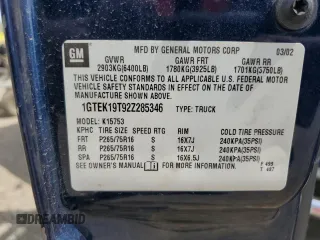 GM
MFD BY GENERAL MOTORS CORP 03/02
GVWR GAWR FRT GAWR RR
2903KG(6400LB) 1780KG(3925LB) 1701KG(3750LB)
THIS VEHICLE CONFORMS TO ALL APPLICABLE U.S. FEDERAL MOTOR
VEHICLE SAFETY STANDARDS IN EFFECT ON THE DATE OF
MANUFACTURE SHOWN ABOVE.
1GTEK19T92Z285346 TYPE: TRUCK
MODEL: K15753
KPHC TIRE SIZE SPEED RTG RIM COLD TIRE PRESSURE
FRT P265/75R16 S 16X7J 240KPA(35PSI)
RR P265/75R16 S 16X7J 240KPA(35PSI)
SPA P265/75R16 S 16X6.5J 240KPA(35PSI)
SEE OWNER'S MANUAL FOR ADDITIONAL INFORMATION
DREAMBID